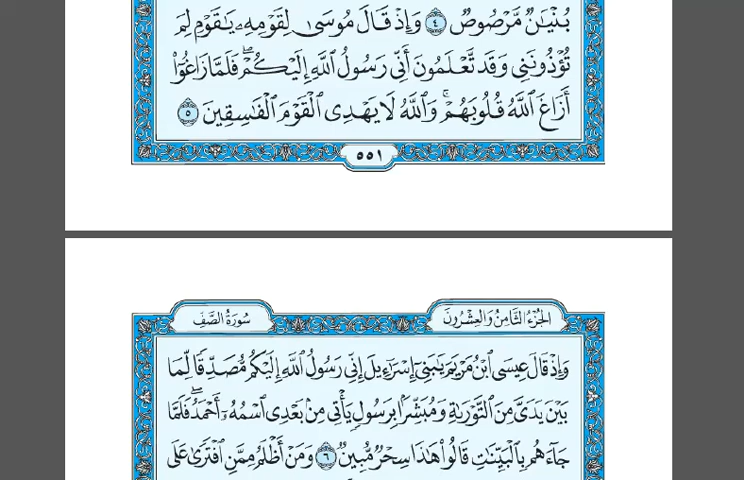 بُنْيَٰنٌ مَّرْصُوصٌ ٤ وَإِذْ قَالَ مُوسَىٰ لِقَوْمِهِۦ يَٰقَوْمِ لِمَ
تُؤْذُونَنِي وَقَد تَّعْلَمُونَ أَنِّي رَسُولُ ٱللَّهِ إِلَيْكُمْۖ فَلَمَّا زَاغُوٓا۟
أَزَاغَ ٱللَّهُ قُلُوبَهُمْۚ وَٱللَّهُ لَا يَهْدِي ٱلْقَوْمَ ٱلْفَٰسِقِينَ ٥
٥٥١
الجُزْءُ الثَّامِنُ وَالعِشْرُونَ
سُورَةُ الصَّفِّ
وَإِذْ قَالَ عِيسَى ٱبْنُ مَرْيَمَ يَٰبَنِيٓ إِسْرَٰٓءِيلَ إِنِّي رَسُولُ ٱللَّهِ إِلَيْكُم مُّصَدِّقًا لِّمَا
بَيْنَ يَدَيَّ مِنَ ٱلتَّوْرَىٰةِ وَمُبَشِّرًۢا بِرَسُولٍ يَأْتِي مِنۢ بَعْدِي ٱسْمُهُۥٓ أَحْمَدُۖ فَلَمَّا
جَآءَهُم بِٱلْبَيِّنَٰتِ قَالُوا۟ هَٰذَا سِحْرٌ مُّبِينٌ ٦ وَمَنْ أَظْلَمُ مِمَّنِ ٱفْتَرَىٰ عَلَى